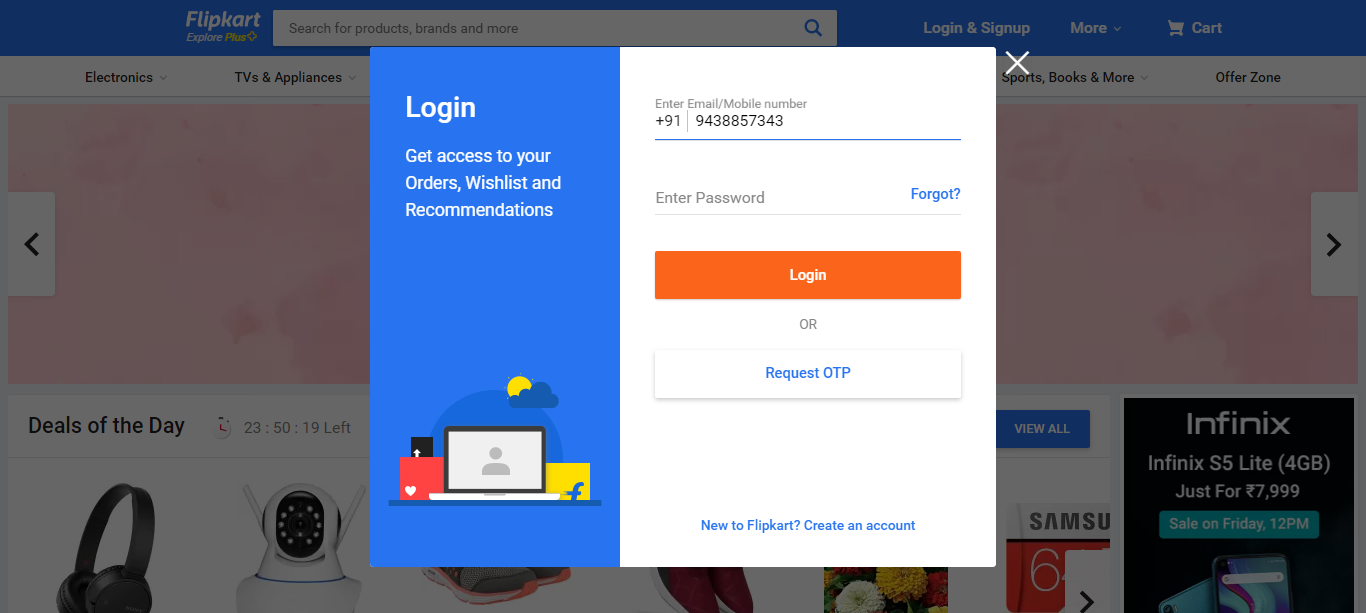 Flipkart
Explore Plus
Search for products, brands and more
Login & Signup
More
Cart
Electronics
TVs & Appliances
Sports, Books & More
Offer Zone
Login
Get access to your
Orders, Wishlist and
Recommendations
Enter Email/Mobile number
+91 9438857343
Enter Password
Forgot?
Login
OR
Request OTP
New to Flipkart? Create an account
Deals of the Day
23 : 50 : 19 Left
VIEW ALL
SAMSU
Infinix
Infinix S5 Lite (4GB)
Just For ₹7,999
Sale on Friday, 12PM